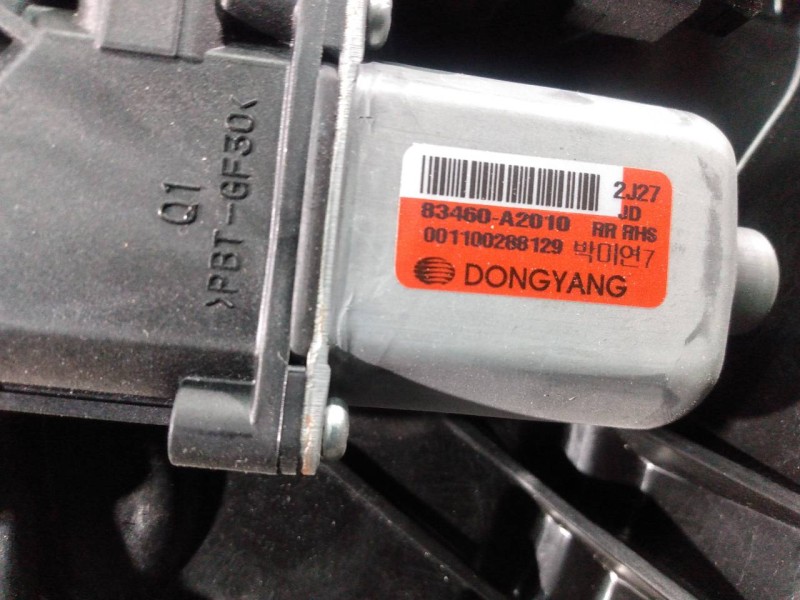 Q1
>PBT-GF30<
2J27
83460-A2010 JD
RR RHS
001100288129 박미연7
DONGYANG